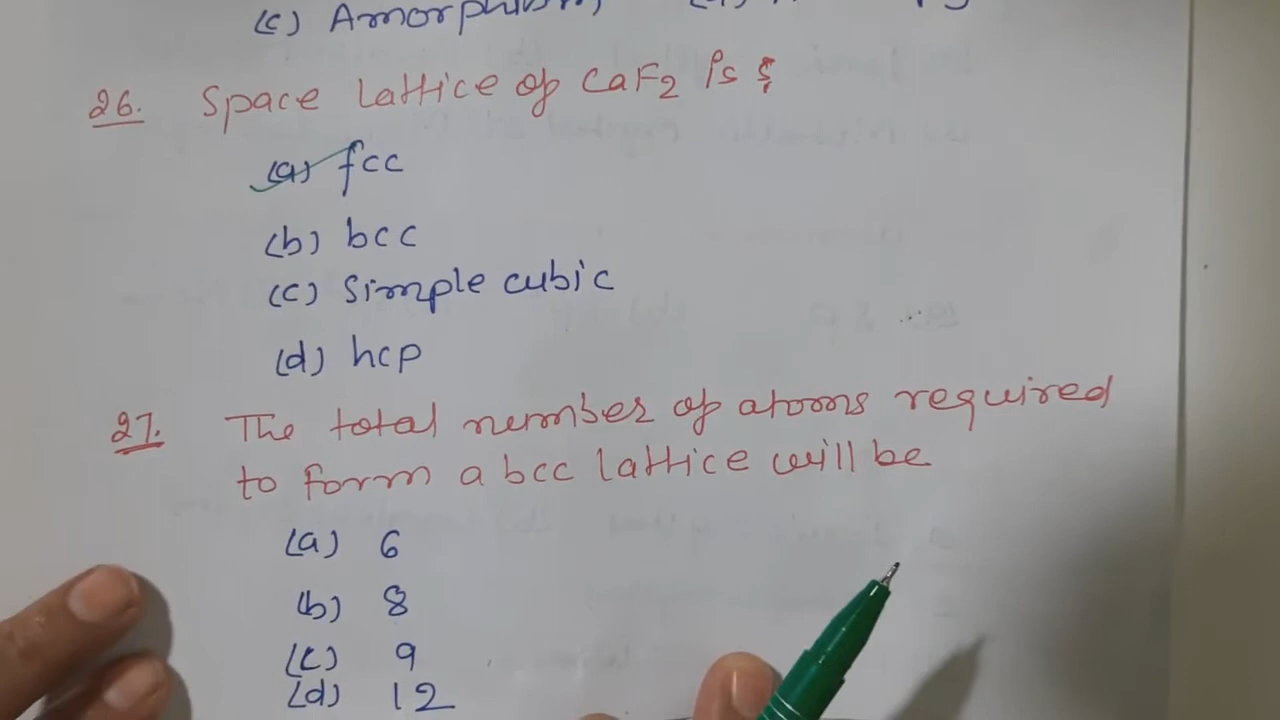 (c) Amorphism,
26. Space lattice of CaF2 is :
(a) fcc
(b) bcc
(c) Simple cubic
(d) hcp
27. The total number of atoms required
to form a bcc lattice will be
(a) 6
(b) 8
(c) 9
(d) 12